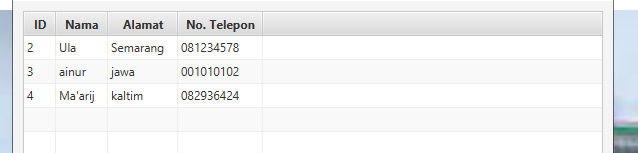 ID Nama Alamat No. Telepon
2 Ula Semarang 081234578
3 ainur jawa 001010102
4 Ma'arij kaltim 082936424